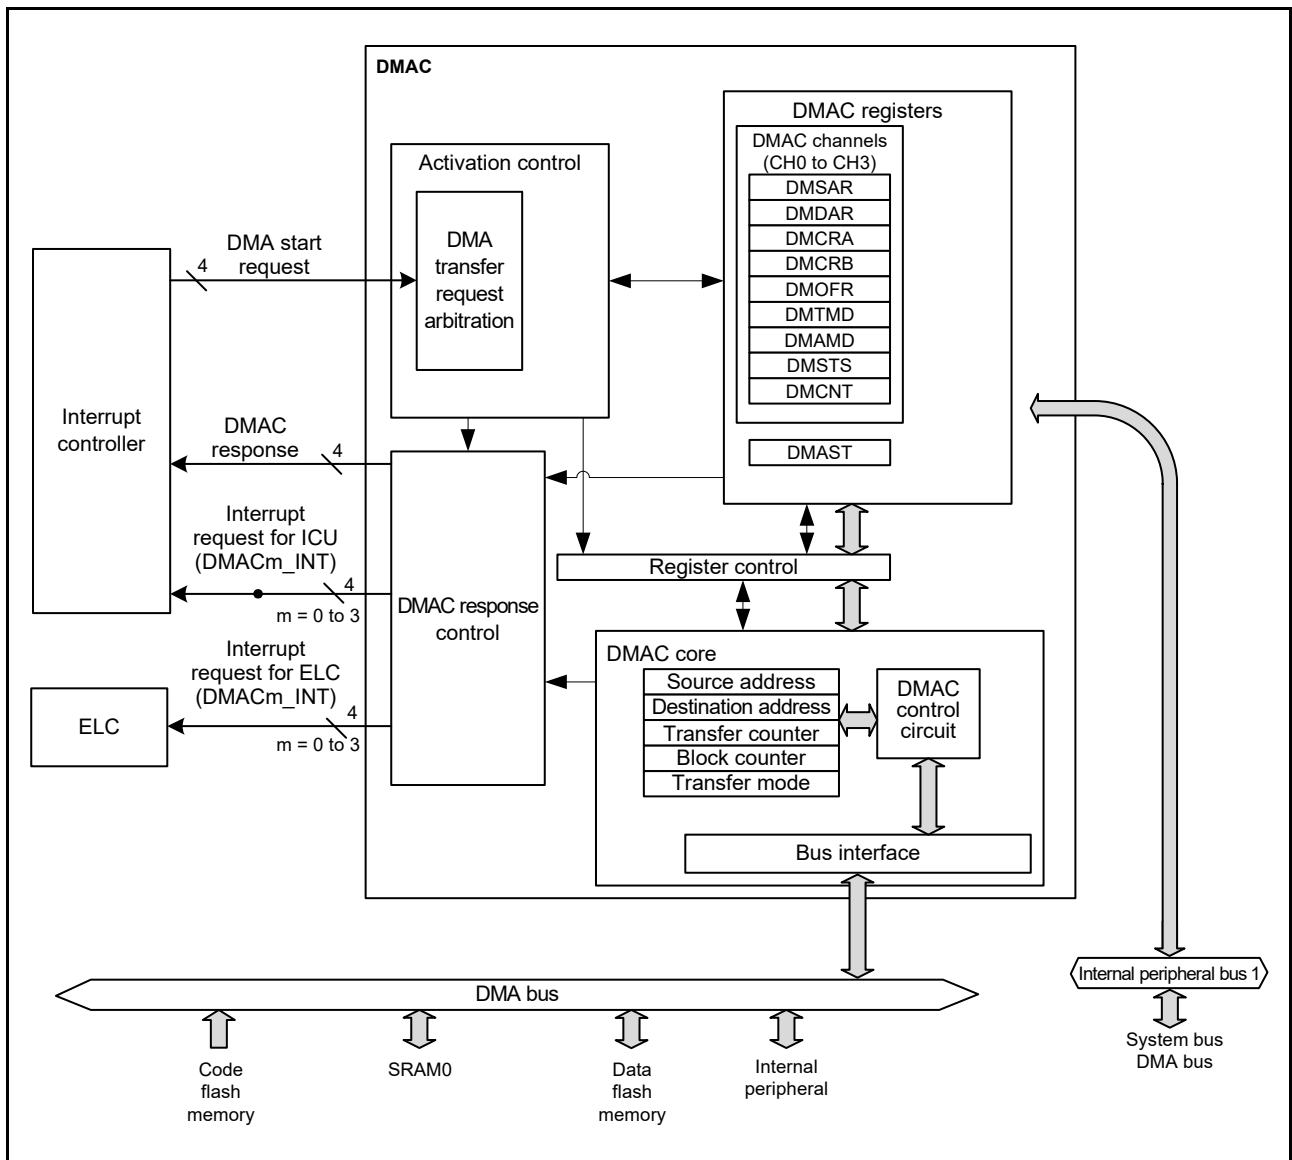 DMAC
DMAC registers
DMAC channels
(CH0 to CH3)
DMSAR
DMDAR
DMCRA
DMCRB
DMOFR
DMTMD
DMAMD
DMSTS
DMCNT
DMAST
Activation control
DMA
transfer
request
arbitration
DMA start
request
4
Interrupt
controller
DMAC
response
4
Interrupt
request for ICU
(DMACm_INT)
4
m = 0 to 3
DMAC response
control
Register control
Interrupt
request for ELC
(DMACm_INT)
4
m = 0 to 3
ELC
DMAC core
Source address
Destination address
Transfer counter
Block counter
Transfer mode
DMAC
control
circuit
Bus interface
DMA bus
Internal peripheral bus 1
System bus
DMA bus
Code
flash
memory
SRAM0
Data
flash
memory
Internal
peripheral